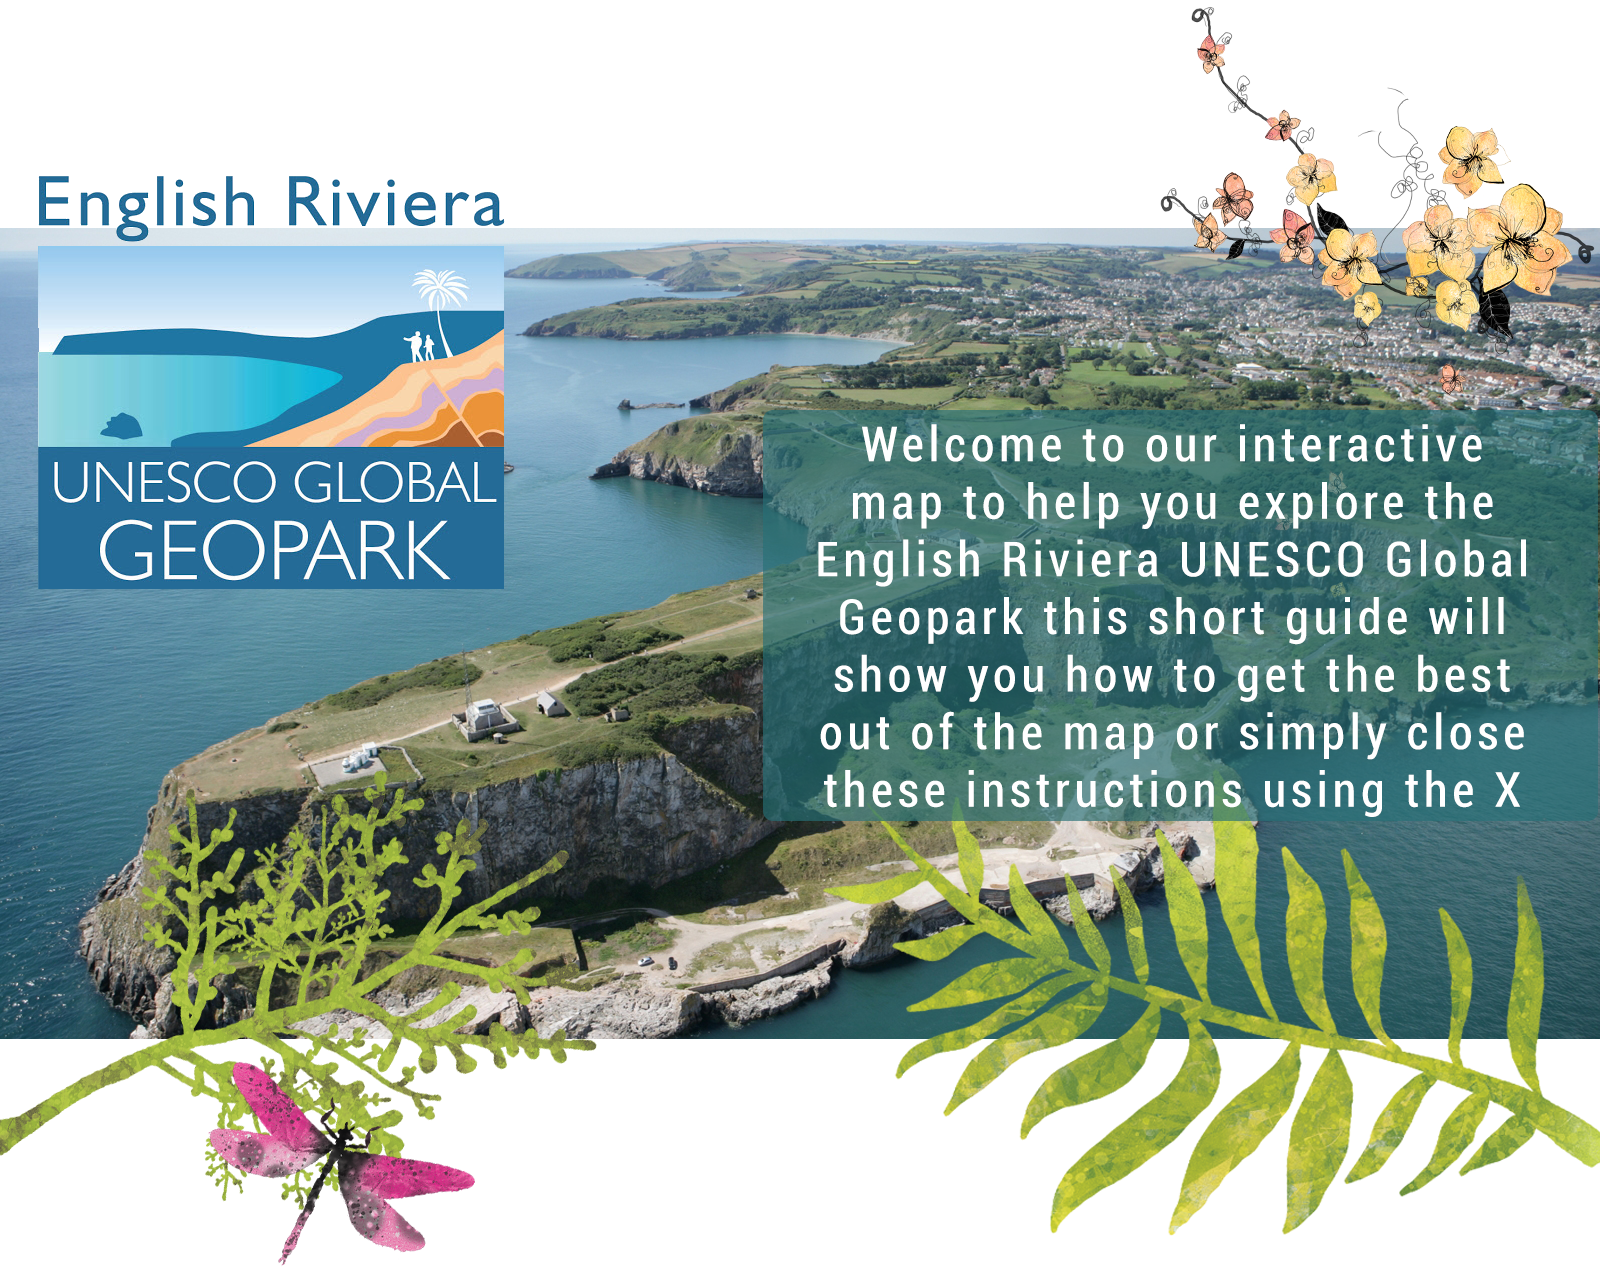 English Riviera
UNESCO GLOBAL
GEOPARK
Welcome to our interactive
map to help you explore the
English Riviera UNESCO Global
Geopark this short guide will
show you how to get the best
out of the map or simply close
these instructions using the X